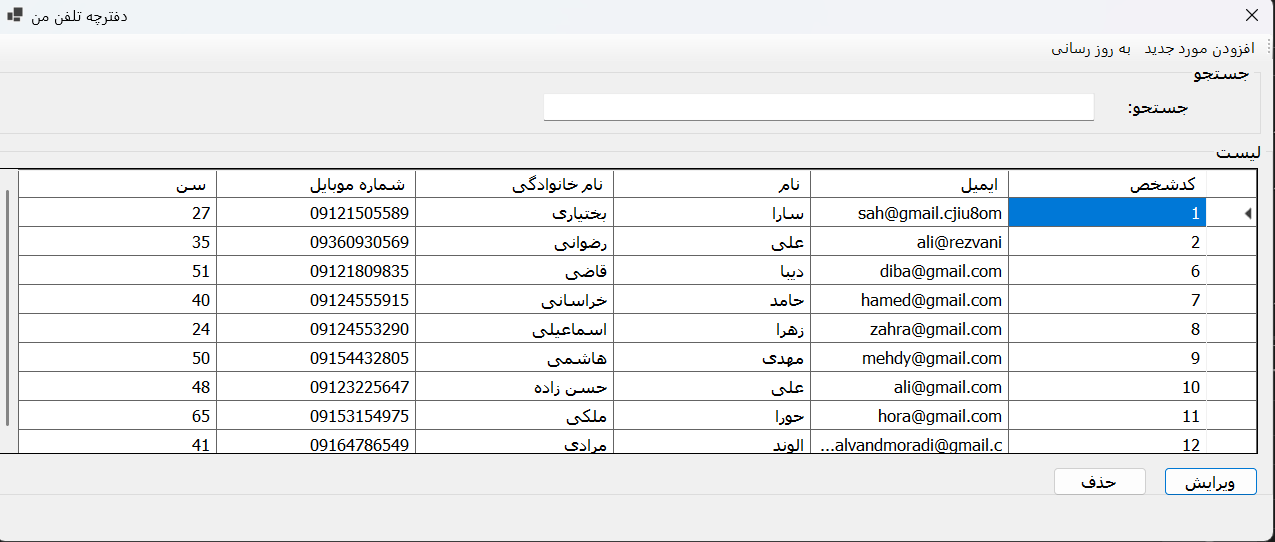 دفترچه تلفن من
افزودن مورد جدید به روز رسانی
جستجو
جستجو:
لیست
کدشخص ایمیل نام نام خانوادگی شماره موبایل سن
1 sah@gmail.cjiu8om سارا بختیاری 09121505589 27
2 ali@rezvani علی رضوانی 09360930569 35
6 diba@gmail.com دیبا قاضی 09121809835 51
7 hamed@gmail.com حامد خراسانی 09124555915 40
8 zahra@gmail.com زهرا اسماعیلی 09124553290 24
9 mehdy@gmail.com مهدی هاشمی 09154432805 50
10 ali@gmail.com علی حسن زاده 09123225647 48
11 hora@gmail.com حورا ملکی 09153154975 65
12 alvandmoradi@gmail.c... الوند مرادی 09164786549 41
ویرایش حذف